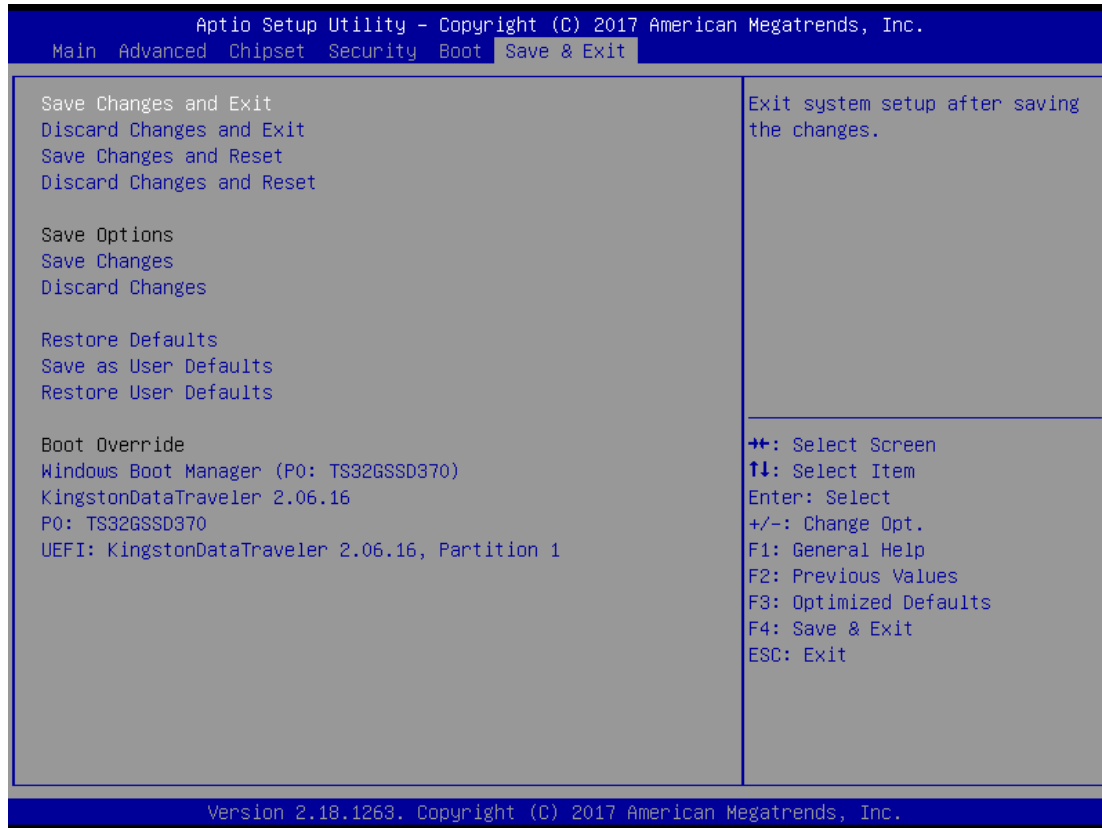 Aptio Setup Utility – Copyright (C) 2017 American Megatrends, Inc.
Main Advanced Chipset Security Boot Save & Exit
Save Changes and Exit
Discard Changes and Exit
Save Changes and Reset
Discard Changes and Reset
Save Options
Save Changes
Discard Changes
Restore Defaults
Save as User Defaults
Restore User Defaults
Boot Override
Windows Boot Manager (P0: TS32GSSD370)
KingstonDataTraveler 2.06.16
P0: TS32GSSD370
UEFI: KingstonDataTraveler 2.06.16, Partition 1
Exit system setup after saving
the changes.
→←: Select Screen
↑↓: Select Item
Enter: Select
+/-: Change Opt.
F1: General Help
F2: Previous Values
F3: Optimized Defaults
F4: Save & Exit
ESC: Exit
Version 2.18.1263. Copyright (C) 2017 American Megatrends, Inc.